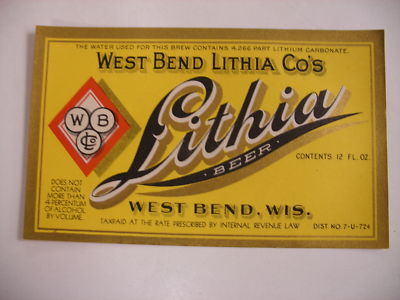 THE WATER USED FOR THIS BREW CONTAINS 4.266 PART LITHIUM CARBONATE.
WEST BEND LITHIA CO'S
W B
Co
Lithia
BEER
CONTENTS 12 FL. OZ.
DOES NOT
CONTAIN
MORE THAN
4 PERCENTUM
OF ALCOHOL
BY VOLUME.
WEST BEND, WIS.
TAXPAID AT THE RATE PRESCRIBED BY INTERNAL REVENUE LAW
DIST. NO. 7-U-724